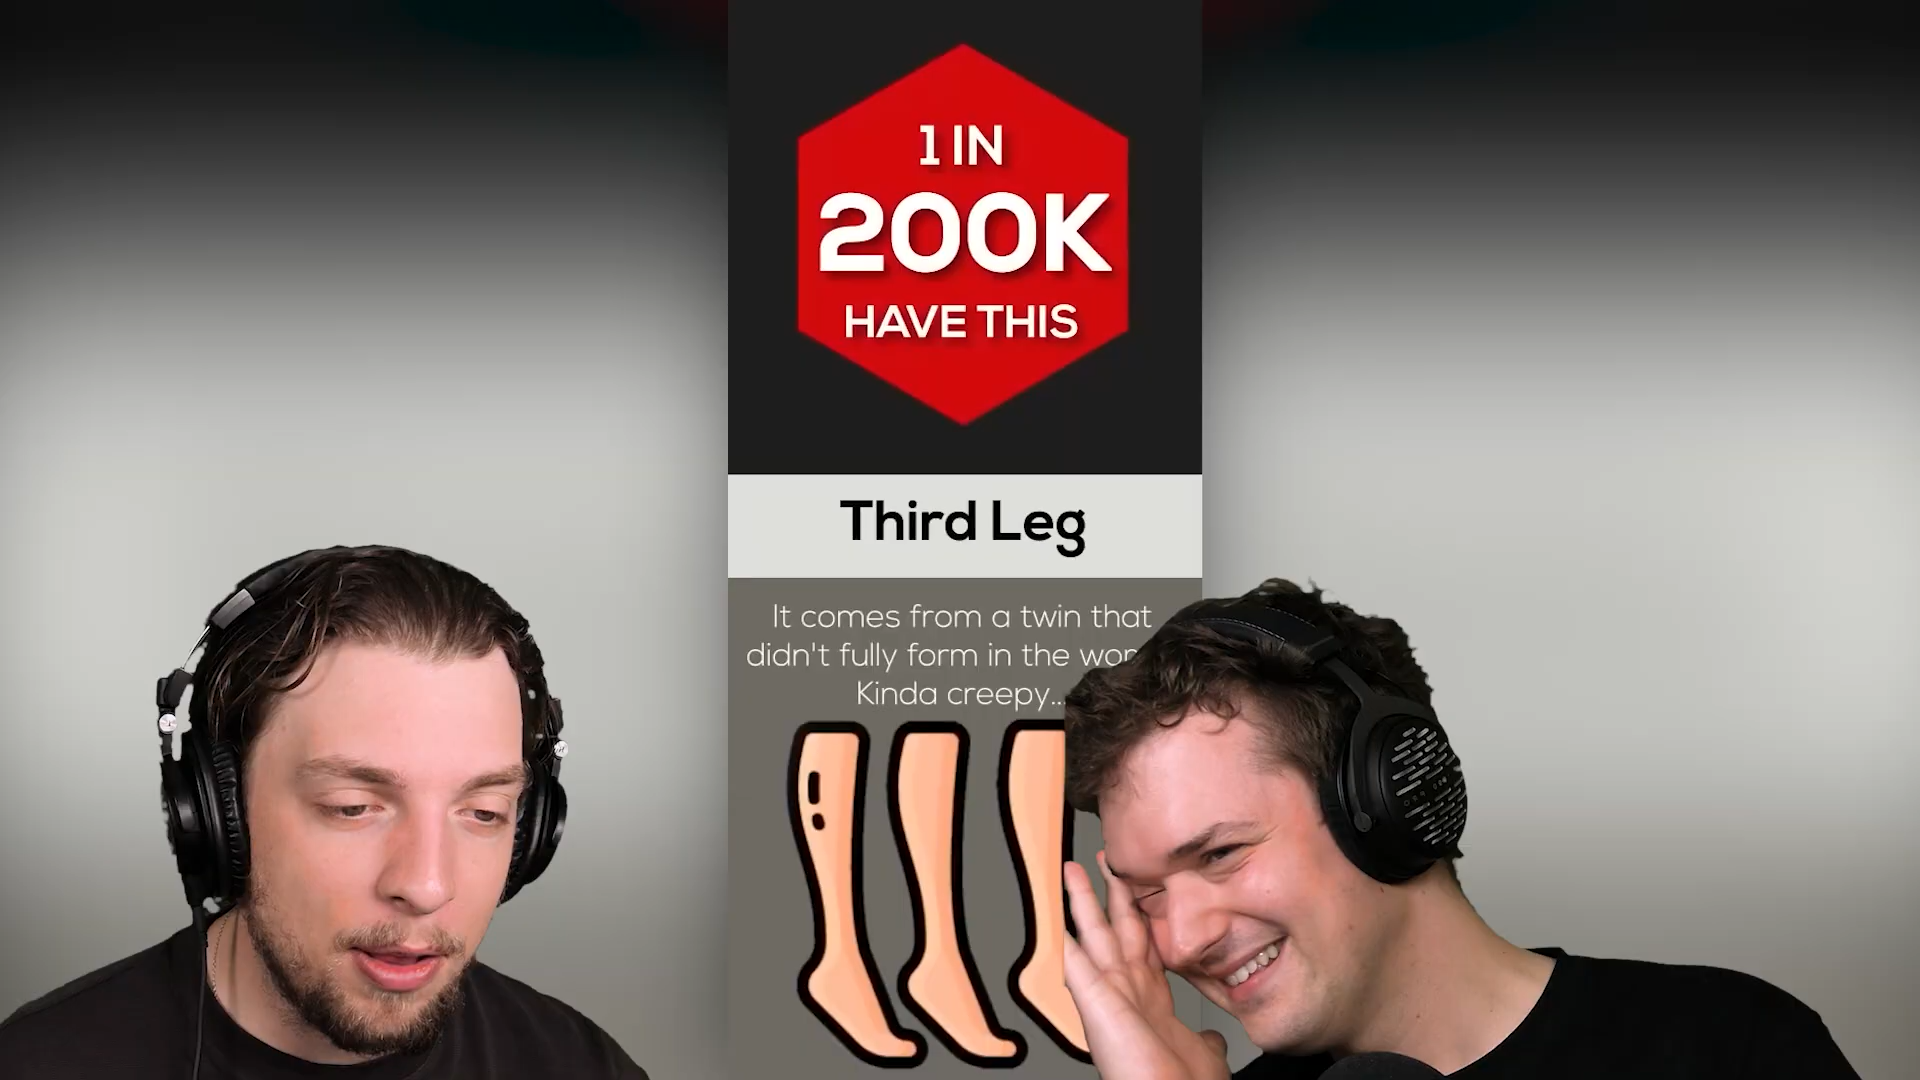 1 IN
200K
HAVE THIS
Third Leg
It comes from a twin that
didn't fully form in the
Kinda creepy...